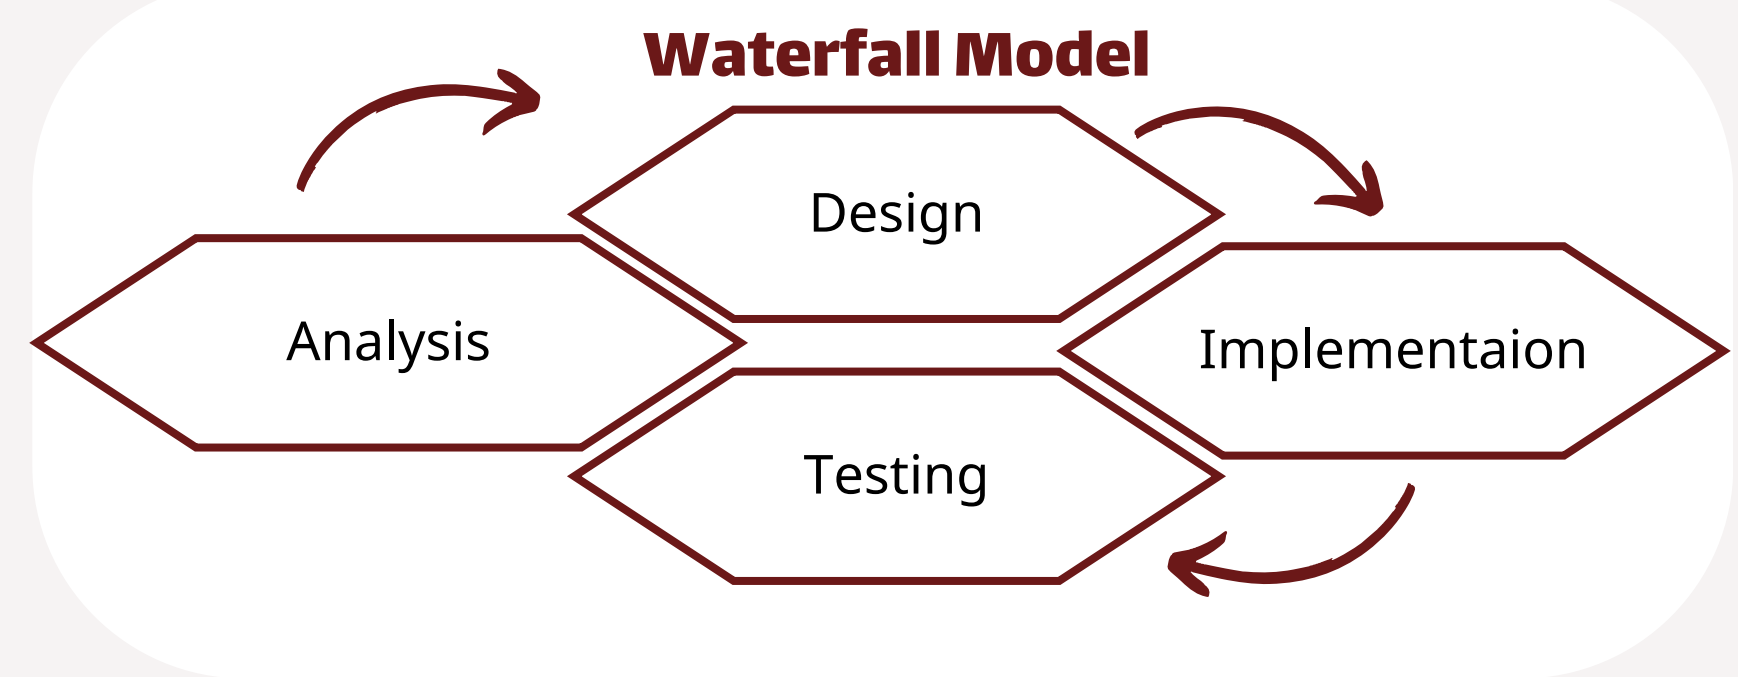 Waterfall Model
Design
Analysis
Implementaion
Testing